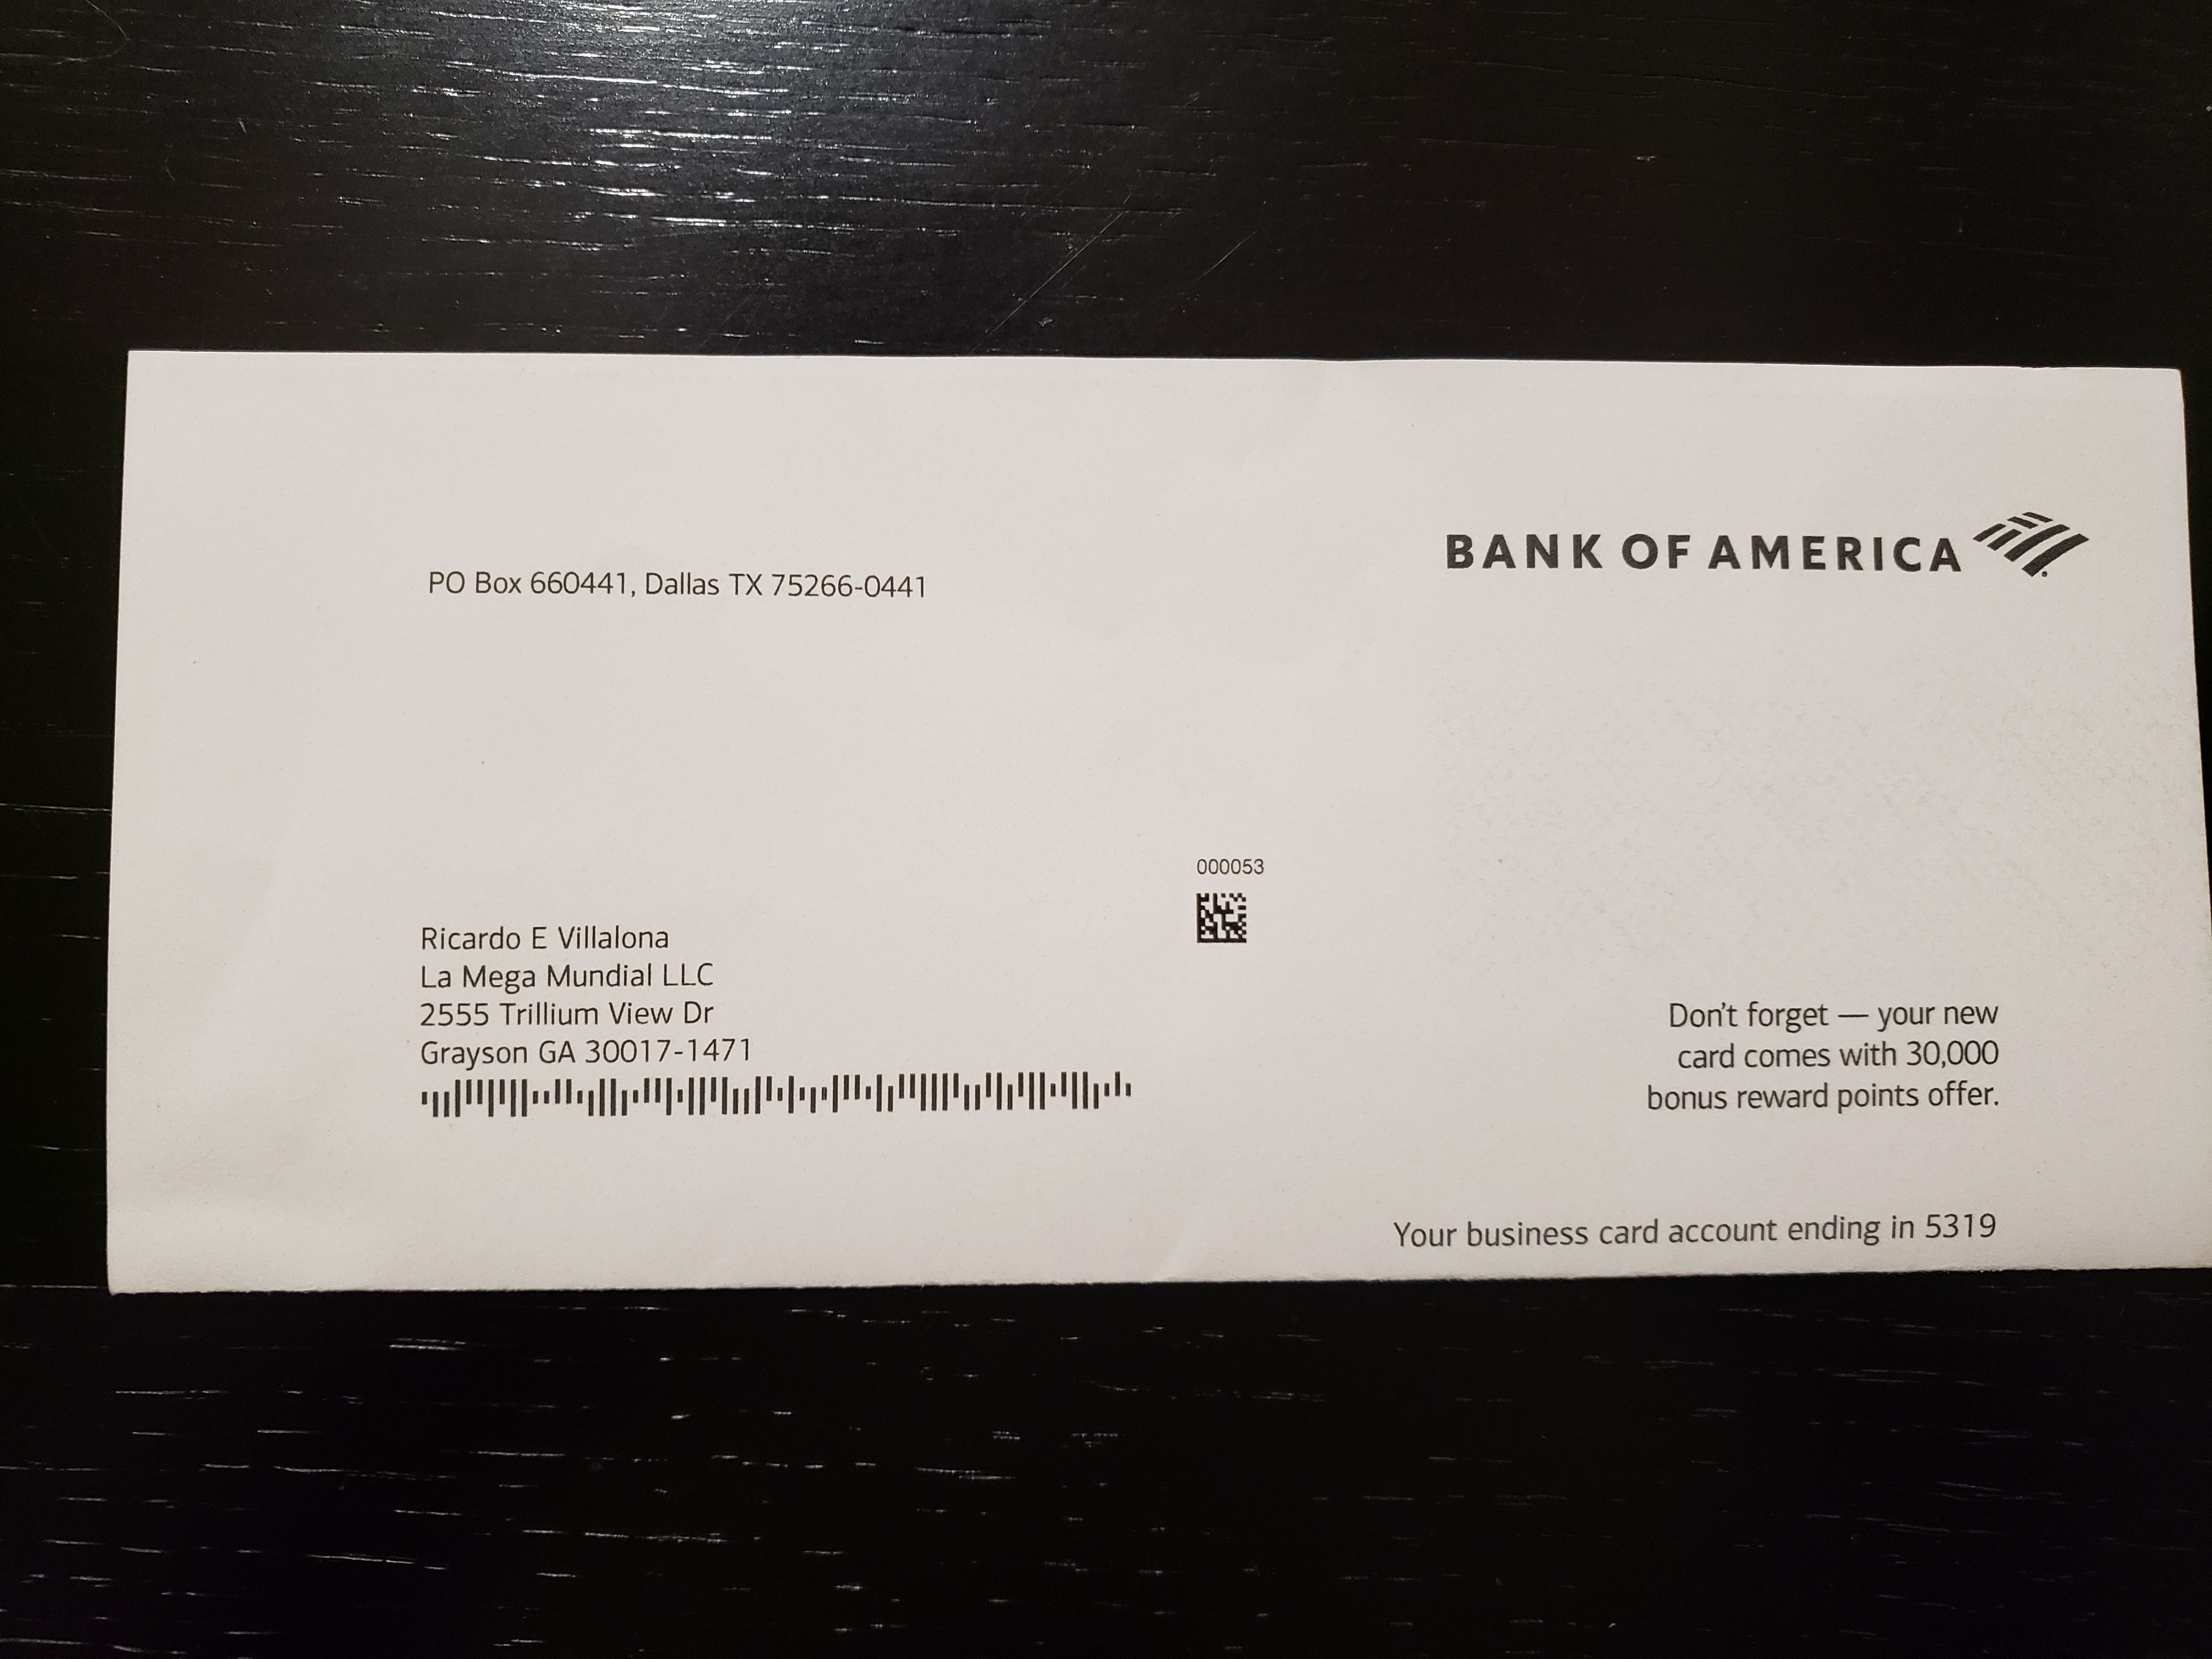 BANK OF AMERICA
PO Box 660441, Dallas TX 75266-0441
000053
Ricardo E Villalona
La Mega Mundial LLC
2555 Trillium View Dr
Grayson GA 30017-1471
Don't forget — your new
card comes with 30,000
bonus reward points offer.
Your business card account ending in 5319